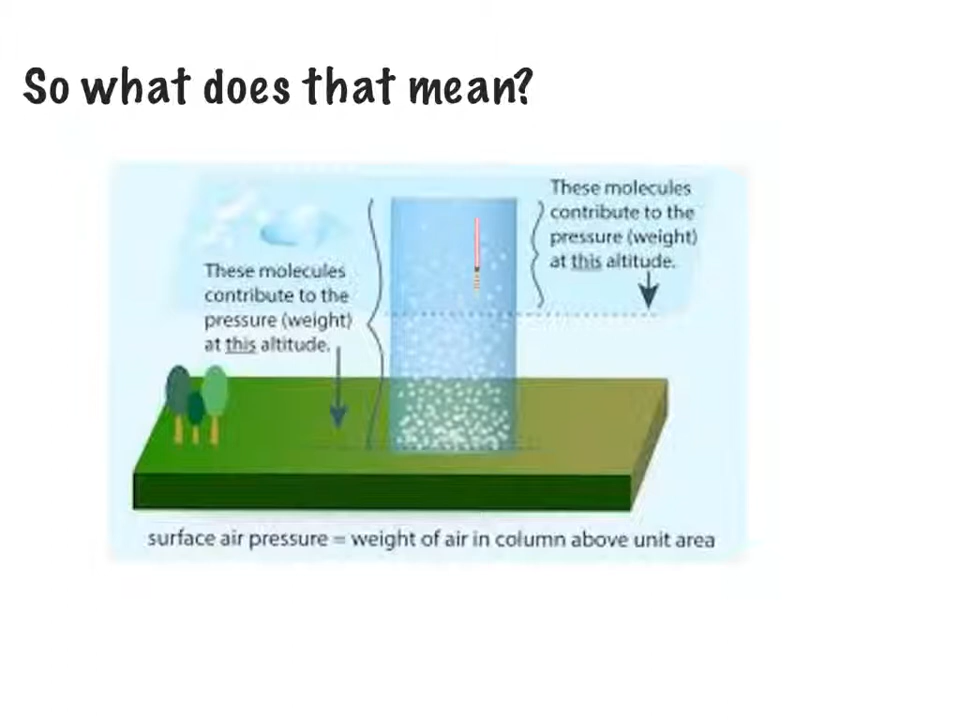 So what does that mean?
These molecules
contribute to the
pressure (weight)
at this altitude.
These molecules
contribute to the
pressure (weight)
at this altitude.
surface air pressure = weight of air in column above unit area